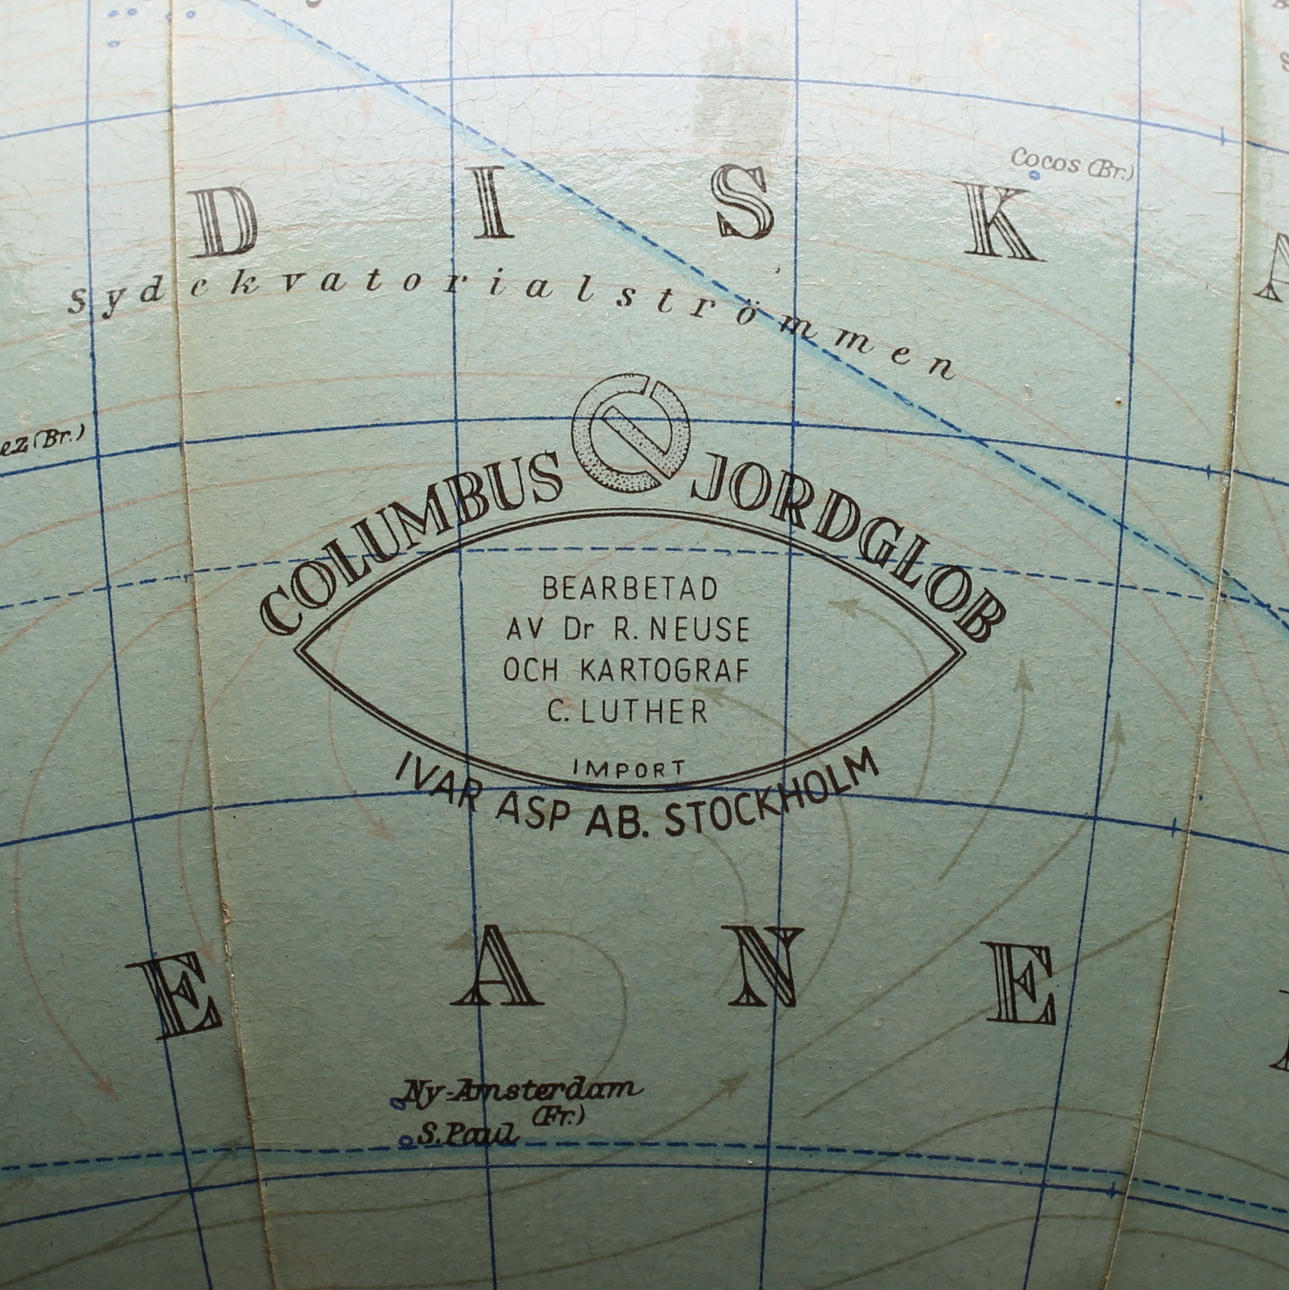 Cocos (Br.)
D I S K A
Sydekvatorialströmmen
ez (Br.)
COLUMBUS JORDGLOB
BEARBETAD
AV Dr R. NEUSE
OCH KARTOGRAF
C. LUTHER
IMPORT
IVAR ASP AB. STOCKHOLM
E A N E
Ny-Amsterdam
(Fr.)
S. Paul